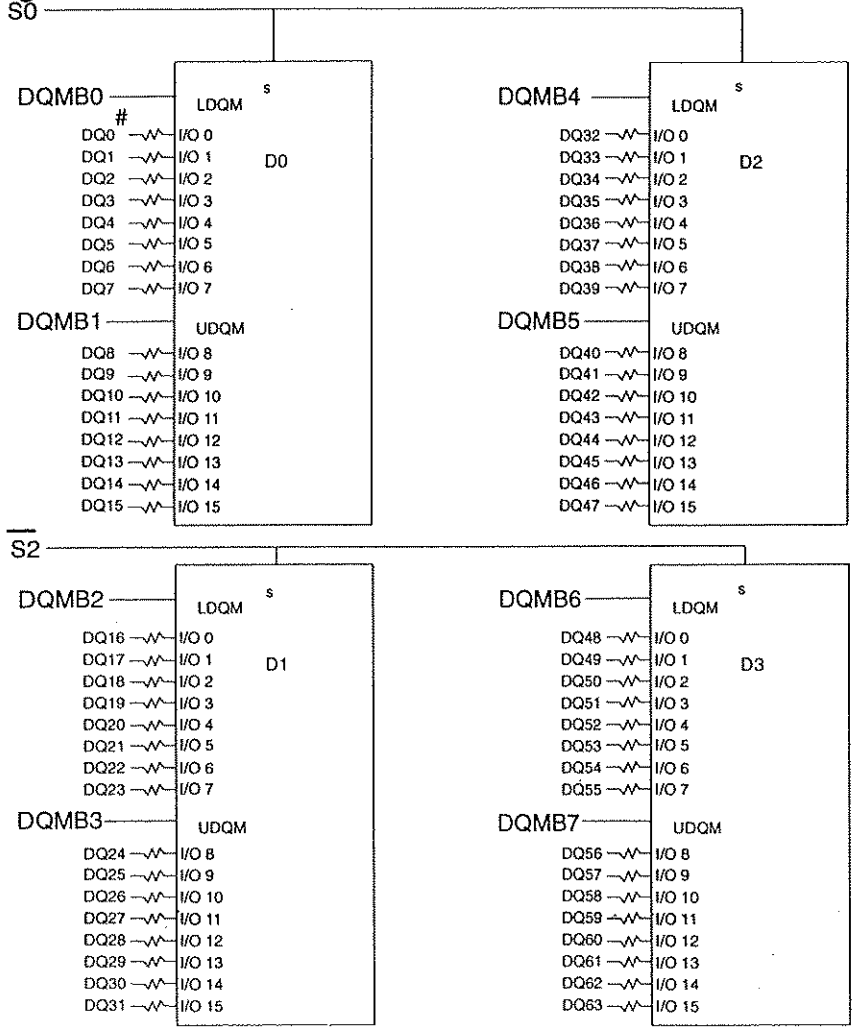 S0
DQMB0
s
LDQM
#
DQ0 I/O 0
DQ1 I/O 1
D0
DQ2 I/O 2
DQ3 I/O 3
DQ4 I/O 4
DQ5 I/O 5
DQ6 I/O 6
DQ7 I/O 7
DQMB1
UDQM
DQ8 I/O 8
DQ9 I/O 9
DQ10 I/O 10
DQ11 I/O 11
DQ12 I/O 12
DQ13 I/O 13
DQ14 I/O 14
DQ15 I/O 15
DQMB4
s
LDQM
DQ32 I/O 0
DQ33 I/O 1
D2
DQ34 I/O 2
DQ35 I/O 3
DQ36 I/O 4
DQ37 I/O 5
DQ38 I/O 6
DQ39 I/O 7
DQMB5
UDQM
DQ40 I/O 8
DQ41 I/O 9
DQ42 I/O 10
DQ43 I/O 11
DQ44 I/O 12
DQ45 I/O 13
DQ46 I/O 14
DQ47 I/O 15
S2
DQMB2
s
LDQM
DQ16 I/O 0
DQ17 I/O 1
D1
DQ18 I/O 2
DQ19 I/O 3
DQ20 I/O 4
DQ21 I/O 5
DQ22 I/O 6
DQ23 I/O 7
DQMB3
UDQM
DQ24 I/O 8
DQ25 I/O 9
DQ26 I/O 10
DQ27 I/O 11
DQ28 I/O 12
DQ29 I/O 13
DQ30 I/O 14
DQ31 I/O 15
DQMB6
s
LDQM
DQ48 I/O 0
DQ49 I/O 1
D3
DQ50 I/O 2
DQ51 I/O 3
DQ52 I/O 4
DQ53 I/O 5
DQ54 I/O 6
DQ55 I/O 7
DQMB7
UDQM
DQ56 I/O 8
DQ57 I/O 9
DQ58 I/O 10
DQ59 I/O 11
DQ60 I/O 12
DQ61 I/O 13
DQ62 I/O 14
DQ63 I/O 15